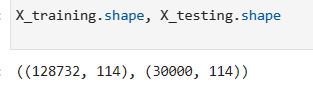 X_training.shape, X_testing.shape
((128732, 114), (30000, 114))